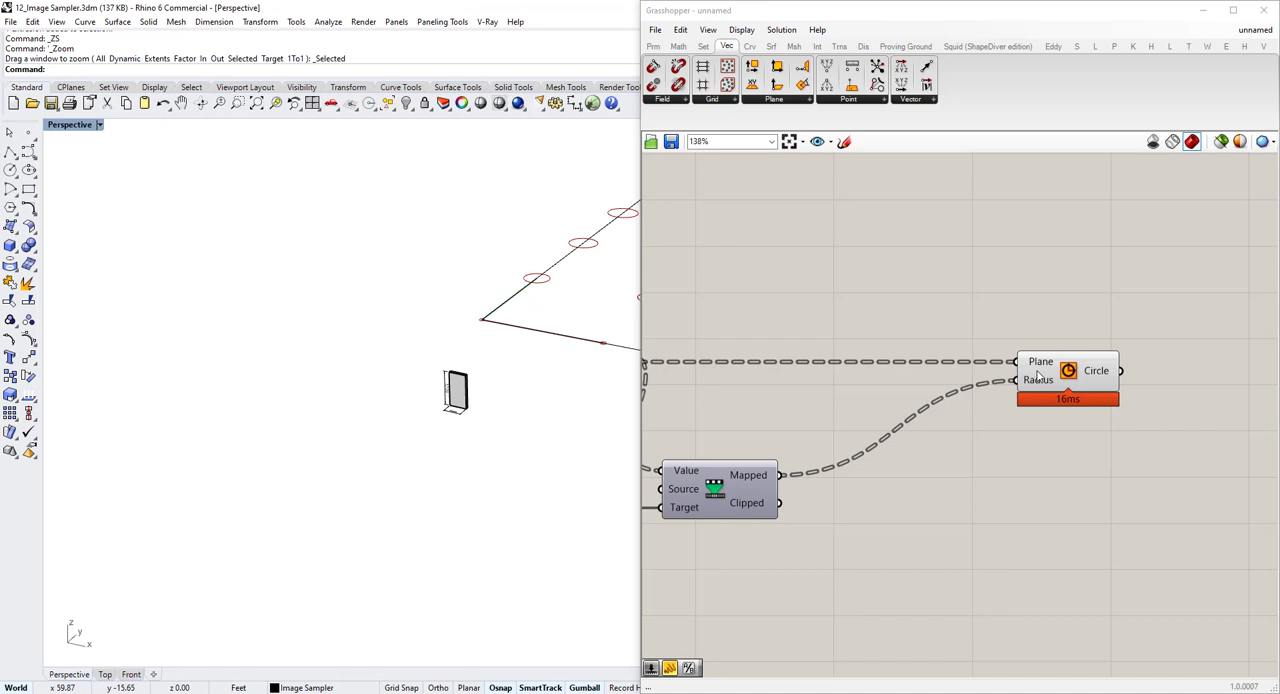 12_Image Sampler.3dm (137 KB) - Rhino 6 Commercial - [Perspective]
File Edit View Curve Surface Solid Mesh Dimension Transform Tools Analyze Render Panels Paneling Tools V-Ray Help
Command: _ZS
Command: '_Zoom
Drag a window to zoom ( All Dynamic Extents Factor In Out Selected Target 1To1 ): _Selected
Command:
Standard CPlanes Set View Display Select Viewport Layout Visibility Transform Curve Tools Surface Tools Solid Tools Mesh Tools Render Too
Perspective
z
y
x
Perspective Top Front
World x 59.87 y -15.65 z 0.00 Feet Image Sampler Grid Snap Ortho Planar Osnap SmartTrack Gumball Record H
Grasshopper - unnamed
File Edit View Display Solution Help unnamed
Prm Math Set Vec Crv Srf Msh Int Trns Dis Proving Ground Squid (ShapeDiver edition) Eddy S L P K H L T W E H V
Field Grid Plane Point Vector
138%
Plane
Radius
Circle
16ms
Value
Source
Target
Mapped
Clipped
...
1.0.0007